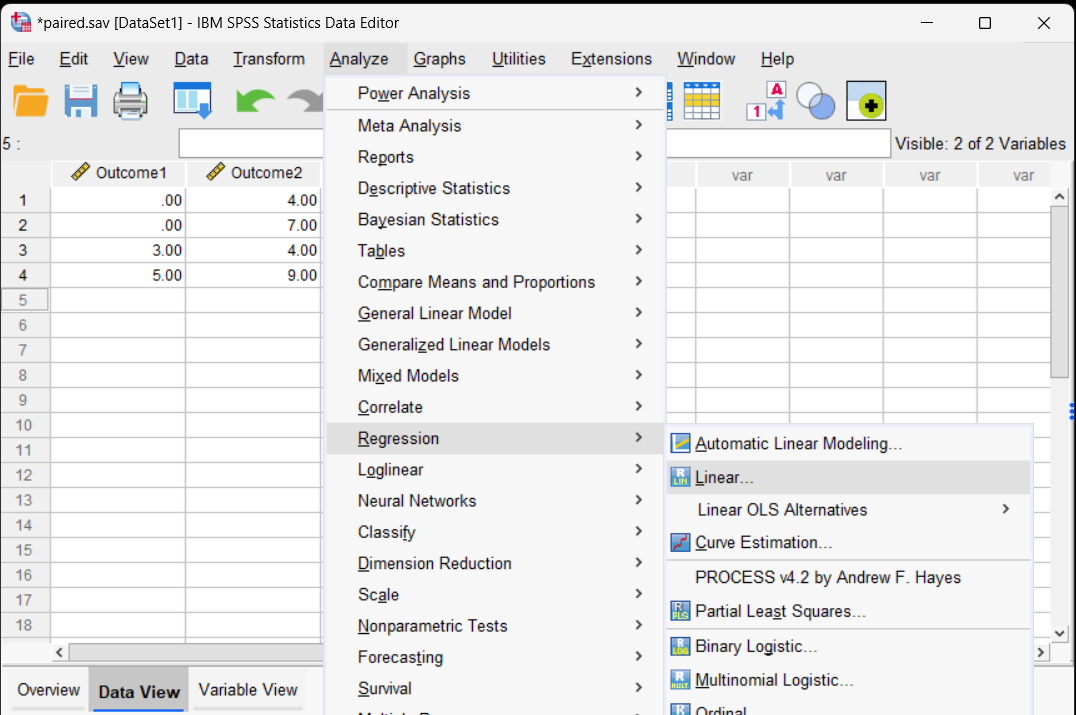 *paired.sav [DataSet1] - IBM SPSS Statistics Data Editor
File Edit View Data Transform Analyze Graphs Utilities Extensions Window Help
A
1
5 :
Visible: 2 of 2 Variables
Outcome1 Outcome2 var var var var
1 .00 4.00
2 .00 7.00
3 3.00 4.00
4 5.00 9.00
5
6
7
8
9
10
11
12
13
14
15
16
17
18
Power Analysis
Meta Analysis
Reports
Descriptive Statistics
Bayesian Statistics
Tables
Compare Means and Proportions
General Linear Model
Generalized Linear Models
Mixed Models
Correlate
Regression
Loglinear
Neural Networks
Classify
Dimension Reduction
Scale
Nonparametric Tests
Forecasting
Survival
Automatic Linear Modeling...
R LIN Linear...
Linear OLS Alternatives
Curve Estimation...
PROCESS v4.2 by Andrew F. Hayes
R PLS Partial Least Squares...
R LOG Binary Logistic...
R MULT Multinomial Logistic...
R Ordinal
Overview Data View Variable View